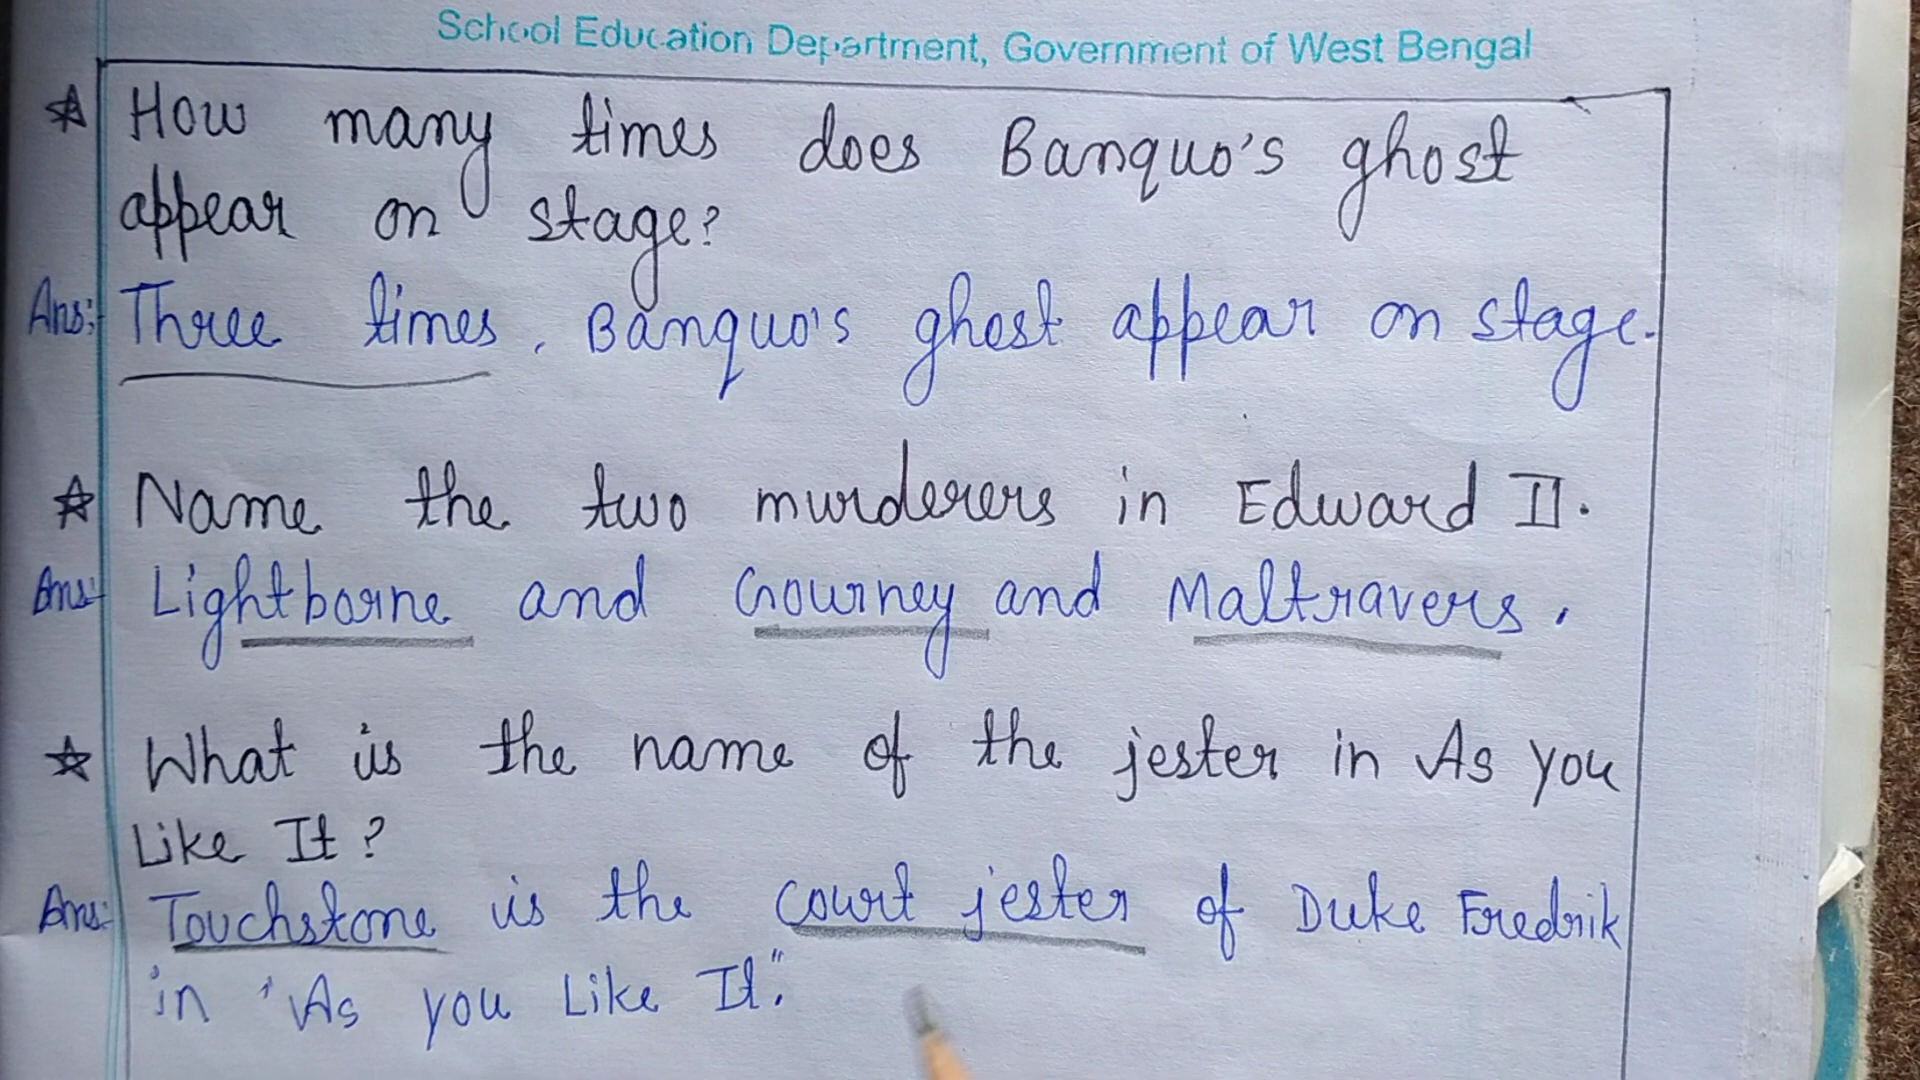 School Education Department, Government of West Bengal
☆ How many times does Banquo's ghost
appear on stage?
Ans: Three times, Banquo's ghost appear on stage.
☆ Name the two murderers in Edward II.
Ans: Lightborne and Gourney and Maltravers.
☆ What is the name of the jester in As you
Like It?
Ans: Touchstone is the court jester of Duke Fredrik
in 'As you Like It".